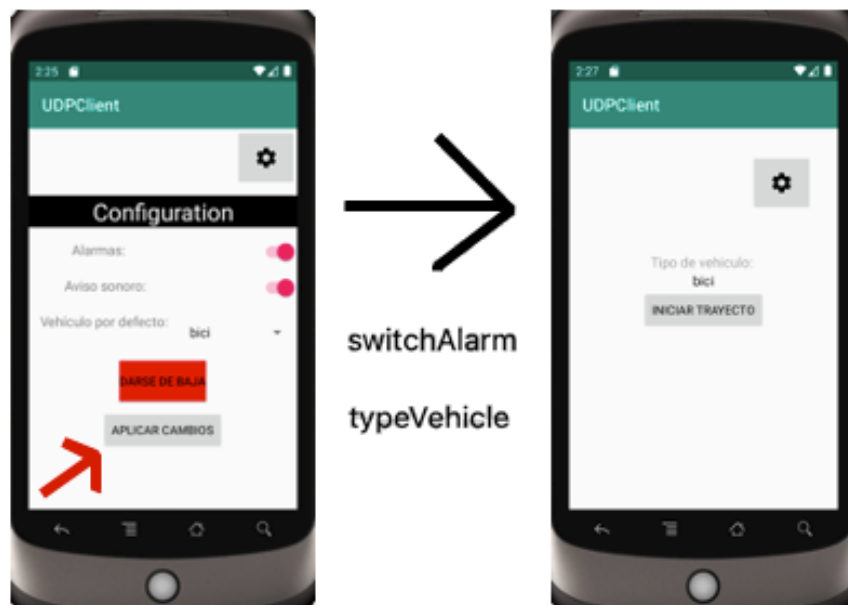 2:25
UDPClient
Configuration
Alarmas:
Aviso sonoro:
Vehículo por defecto:
bici
DARSE DE BAJA
APLICAR CAMBIOS
switchAlarm
typeVehicle
2:27
UDPClient
Tipo de vehiculo:
bici
INICIAR TRAYECTO